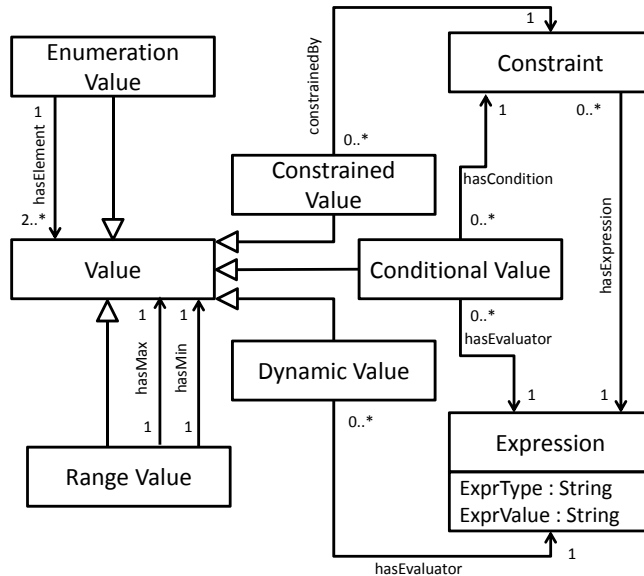 Enumeration
Value
1
hasElement
2..*
Value
1
hasMax
1
1
hasMin
1
Range Value
constrainedBy
1
0..*
Constrained
Value
Constraint
1
0..*
hasCondition
0..*
Conditional Value
0..*
hasEvaluator
1
hasExpression
1
Dynamic Value
0..*
Expression
ExprType : String
ExprValue : String
1
hasEvaluator